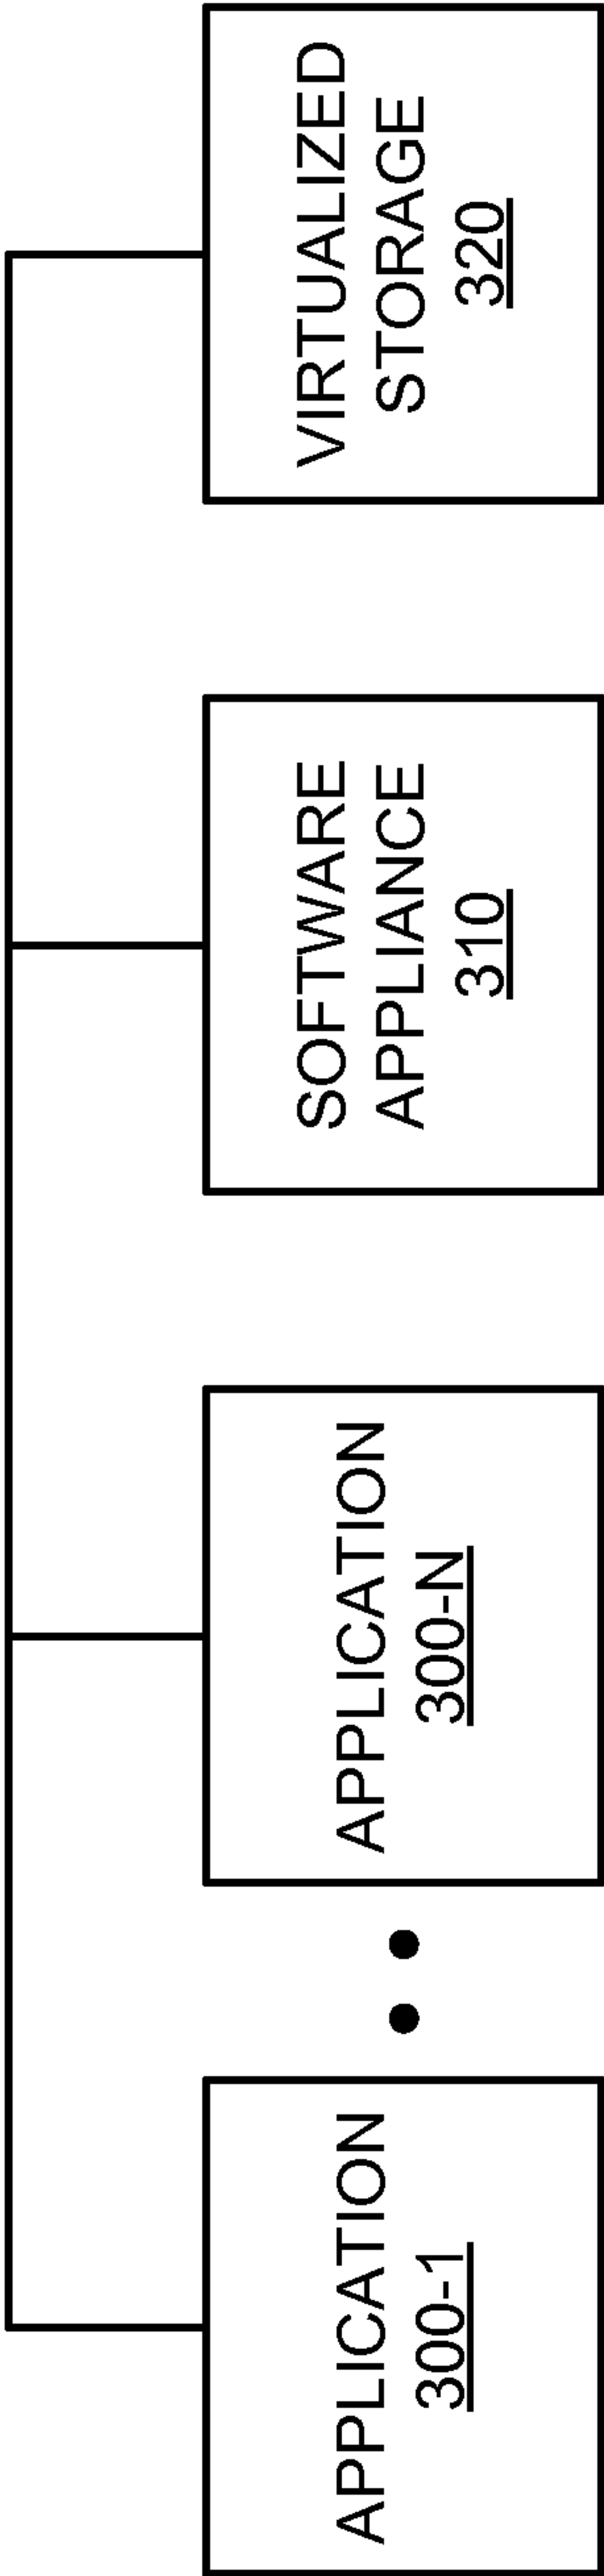 APPLICATION
300-1
APPLICATION
300-N
SOFTWARE
APPLIANCE
310
VIRTUALIZED
STORAGE
320